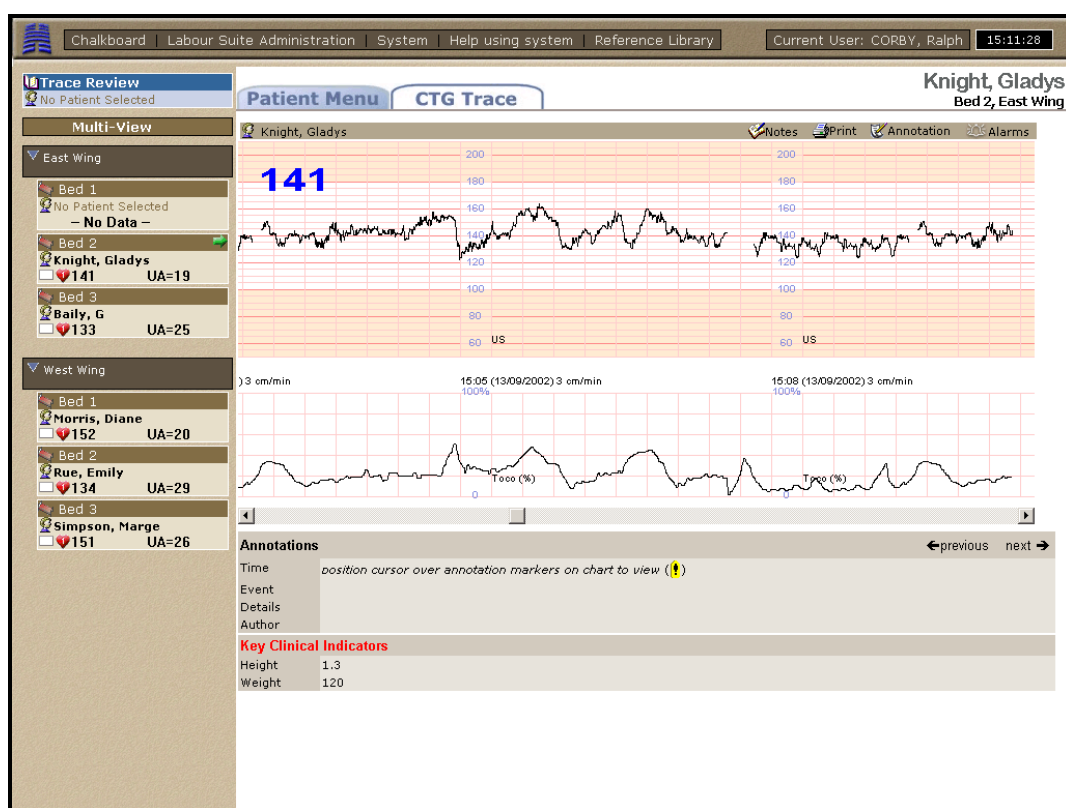 Chalkboard | Labour Suite Administration | System | Help using system | Reference Library
Current User: CORBY, Ralph 15:11:28
Trace Review
No Patient Selected
Multi-View
East Wing
Bed 1
No Patient Selected
– No Data –
Bed 2
Knight, Gladys
141 UA=19
Bed 3
Baily, G
133 UA=25
West Wing
Bed 1
Morris, Diane
152 UA=20
Bed 2
Rue, Emily
134 UA=29
Bed 3
Simpson, Marge
151 UA=26
Patient Menu CTG Trace
Knight, Gladys
Bed 2, East Wing
Knight, Gladys Notes Print Annotation Alarms
141
200 200
180 180
160 160
140 140
120 120
100 100
80 80
60 US 60 US
) 3 cm/min 15:05 (13/09/2002) 3 cm/min 15:08 (13/09/2002) 3 cm/min
100% 100%
Toco (%) Toco (%)
0 0
Annotations previous next
Time position cursor over annotation markers on chart to view (!)
Event
Details
Author
Key Clinical Indicators
Height 1.3
Weight 120